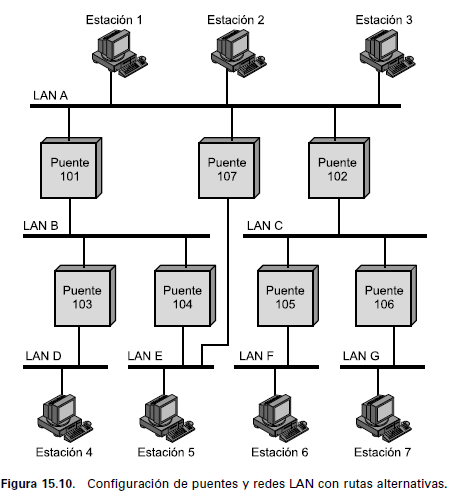 Estación 1 Estación 2 Estación 3
LAN A
Puente 101 Puente 107 Puente 102
LAN B LAN C
Puente 103 Puente 104 Puente 105 Puente 106
LAN D LAN E LAN F LAN G
Estación 4 Estación 5 Estación 6 Estación 7
Figura 15.10. Configuración de puentes y redes LAN con rutas alternativas.